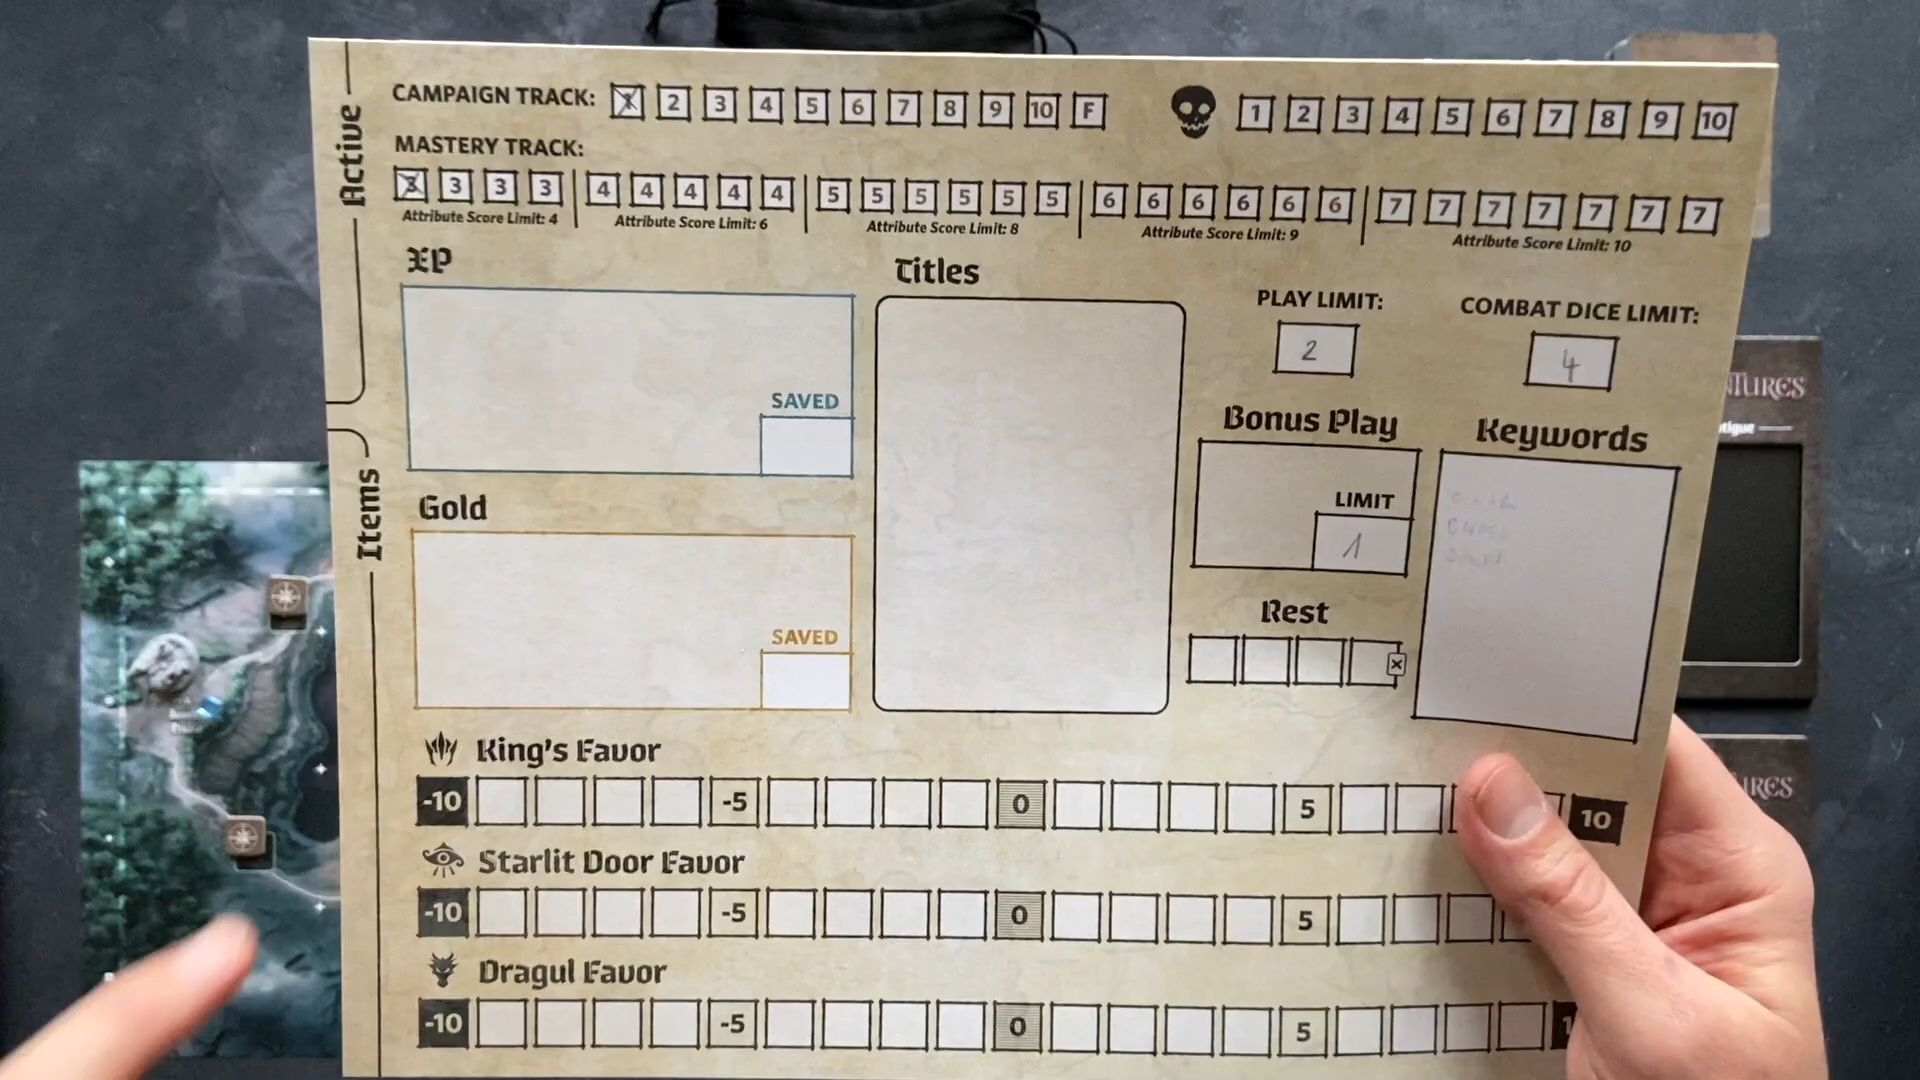 Active
CAMPAIGN TRACK: 1 2 3 4 5 6 7 8 9 10 F
1 2 3 4 5 6 7 8 9 10
MASTERY TRACK:
3 3 3 3 4 4 4 4 4 5 5 5 5 5 5 6 6 6 6 6 6 7 7 7 7 7 7 7
Attribute Score Limit: 4
Attribute Score Limit: 6
Attribute Score Limit: 8
Attribute Score Limit: 9
Attribute Score Limit: 10
XP
SAVED
Titles
PLAY LIMIT:
2
COMBAT DICE LIMIT:
4
Bonus Play
LIMIT
1
Keywords
Items
Gold
SAVED
Rest
x
King's Favor
-10 -5 0 5 10
Starlit Door Favor
-10 -5 0 5
Dragul Favor
-10 -5 0 5